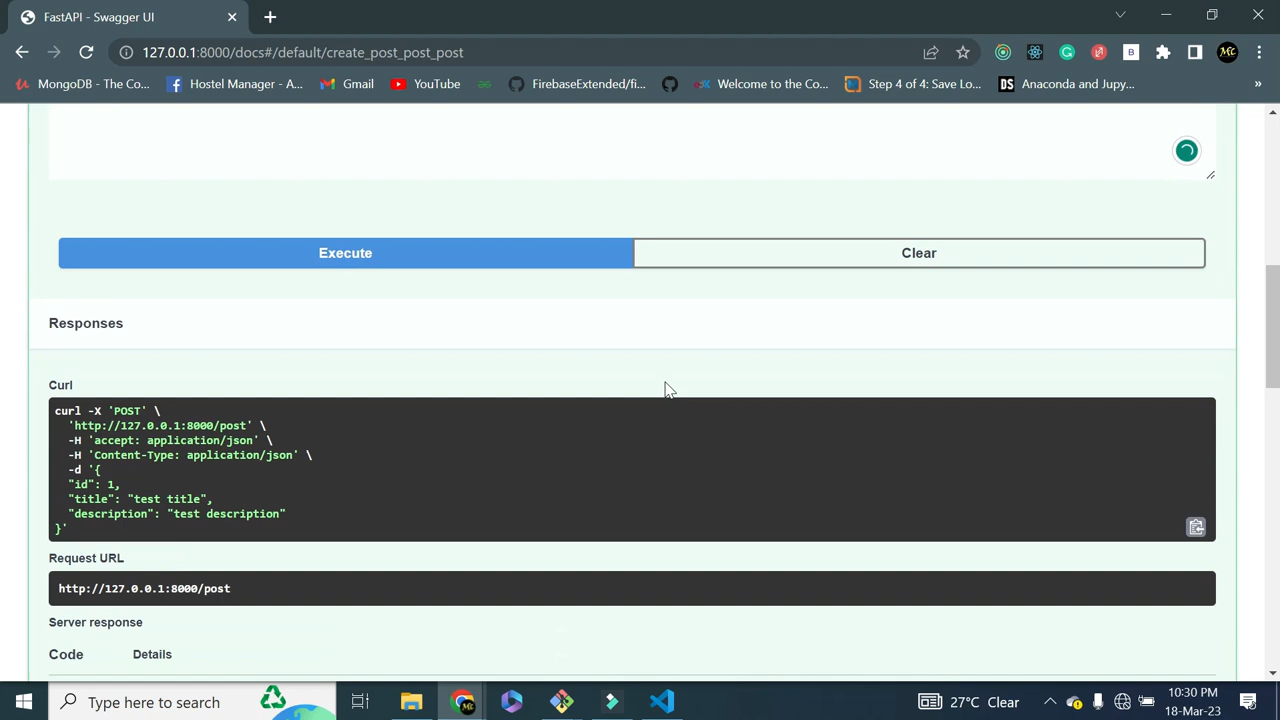 FastAPI - Swagger UI
127.0.0.1:8000/docs#/default/create_post_post_post
MongoDB - The Co...
Hostel Manager - A...
Gmail
YouTube
FirebaseExtended/fi...
Welcome to the Co...
Step 4 of 4: Save Lo...
DS
Anaconda and Jupy...
»
Execute
Clear
Responses
Curl
curl -X 'POST' \
'http://127.0.0.1:8000/post' \
-H 'accept: application/json' \
-H 'Content-Type: application/json' \
-d '{
"id": 1,
"title": "test title",
"description": "test description"
}'
Request URL
http://127.0.0.1:8000/post
Server response
Code
Details
Type here to search
27°C Clear
10:30 PM
18-Mar-23